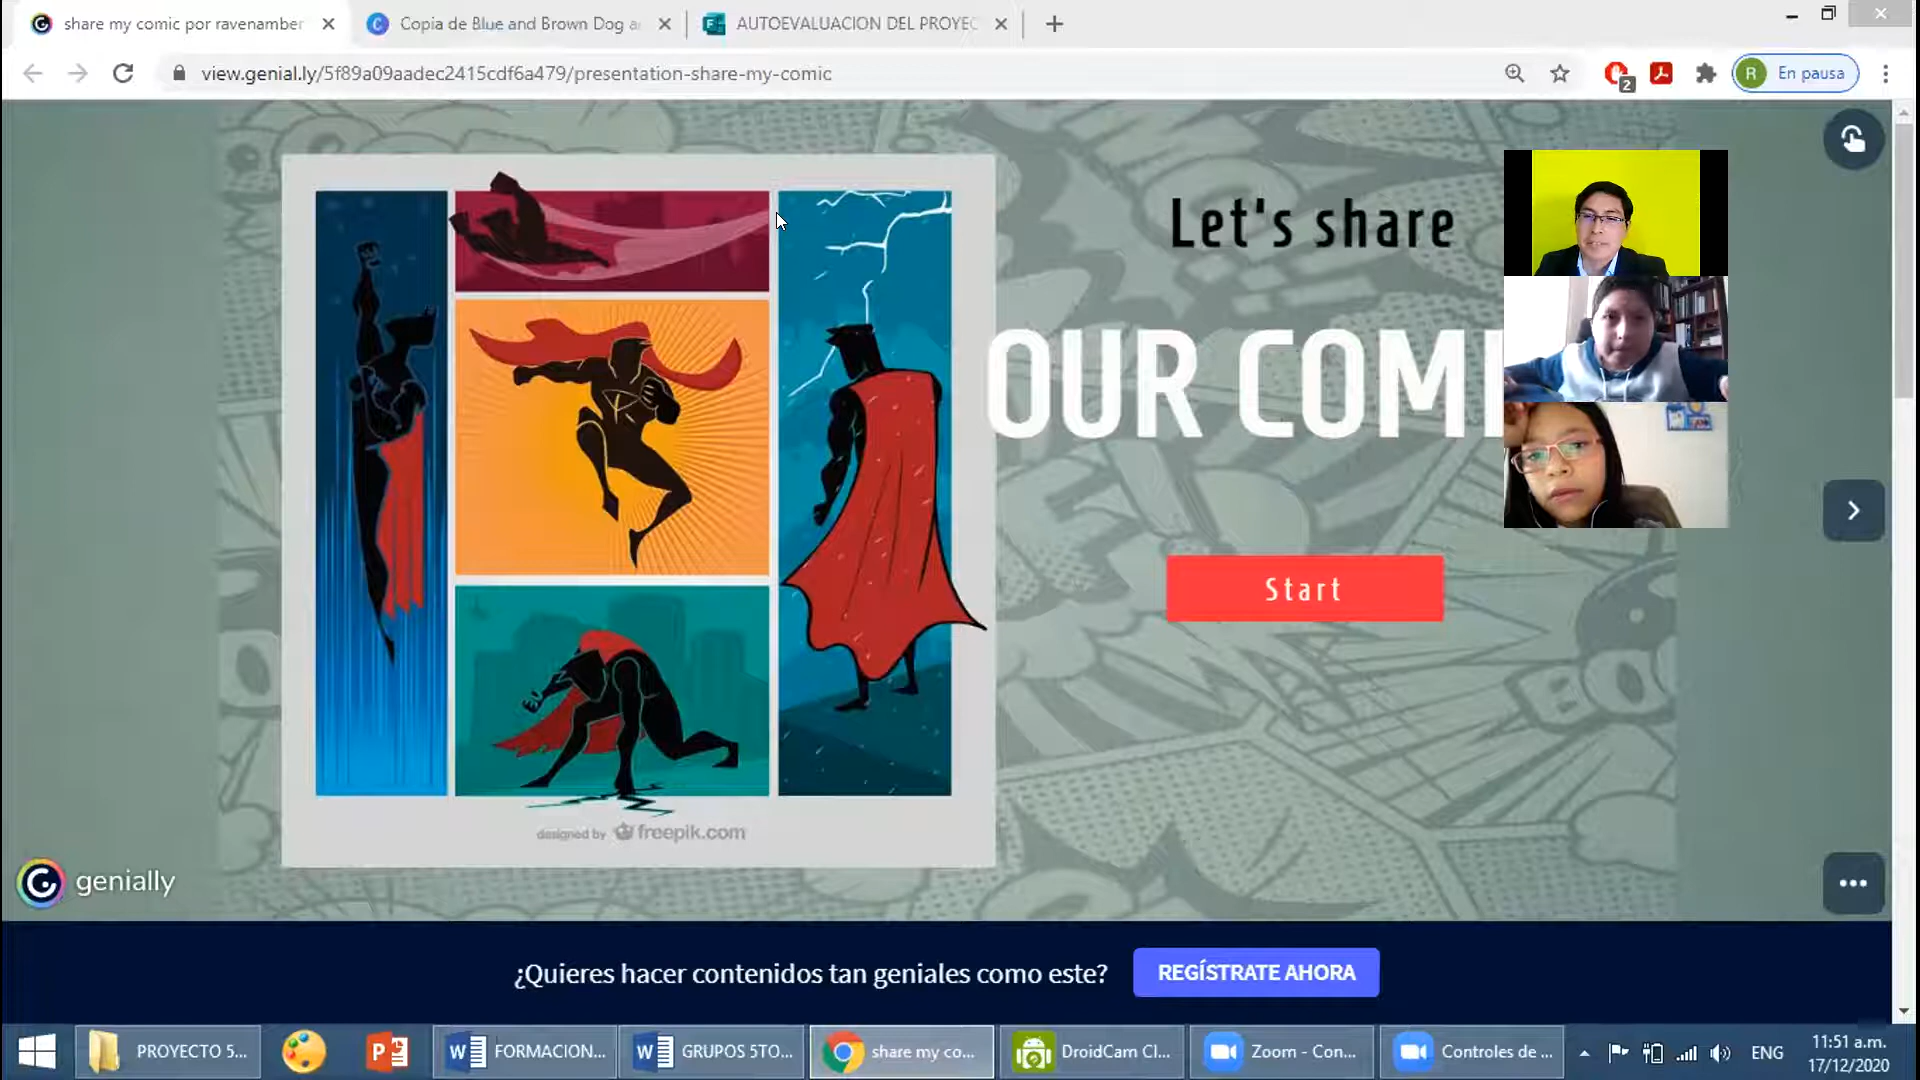 share my comic por ravenamber
Copia de Blue and Brown Dog a
AUTOEVALUACION DEL PROYEC
view.genial.ly/5f89a09aadec2415cdf6a479/presentation-share-my-comic
2
R
En pausa
Let's share
OUR COMI
Start
designed by freepik.com
genially
¿Quieres hacer contenidos tan geniales como este?
REGÍSTRATE AHORA
PROYECTO 5...
FORMACION...
GRUPOS 5TO...
share my co...
DroidCam Cl...
Zoom - Con...
Controles de ...
ENG
11:51 a.m.
17/12/2020